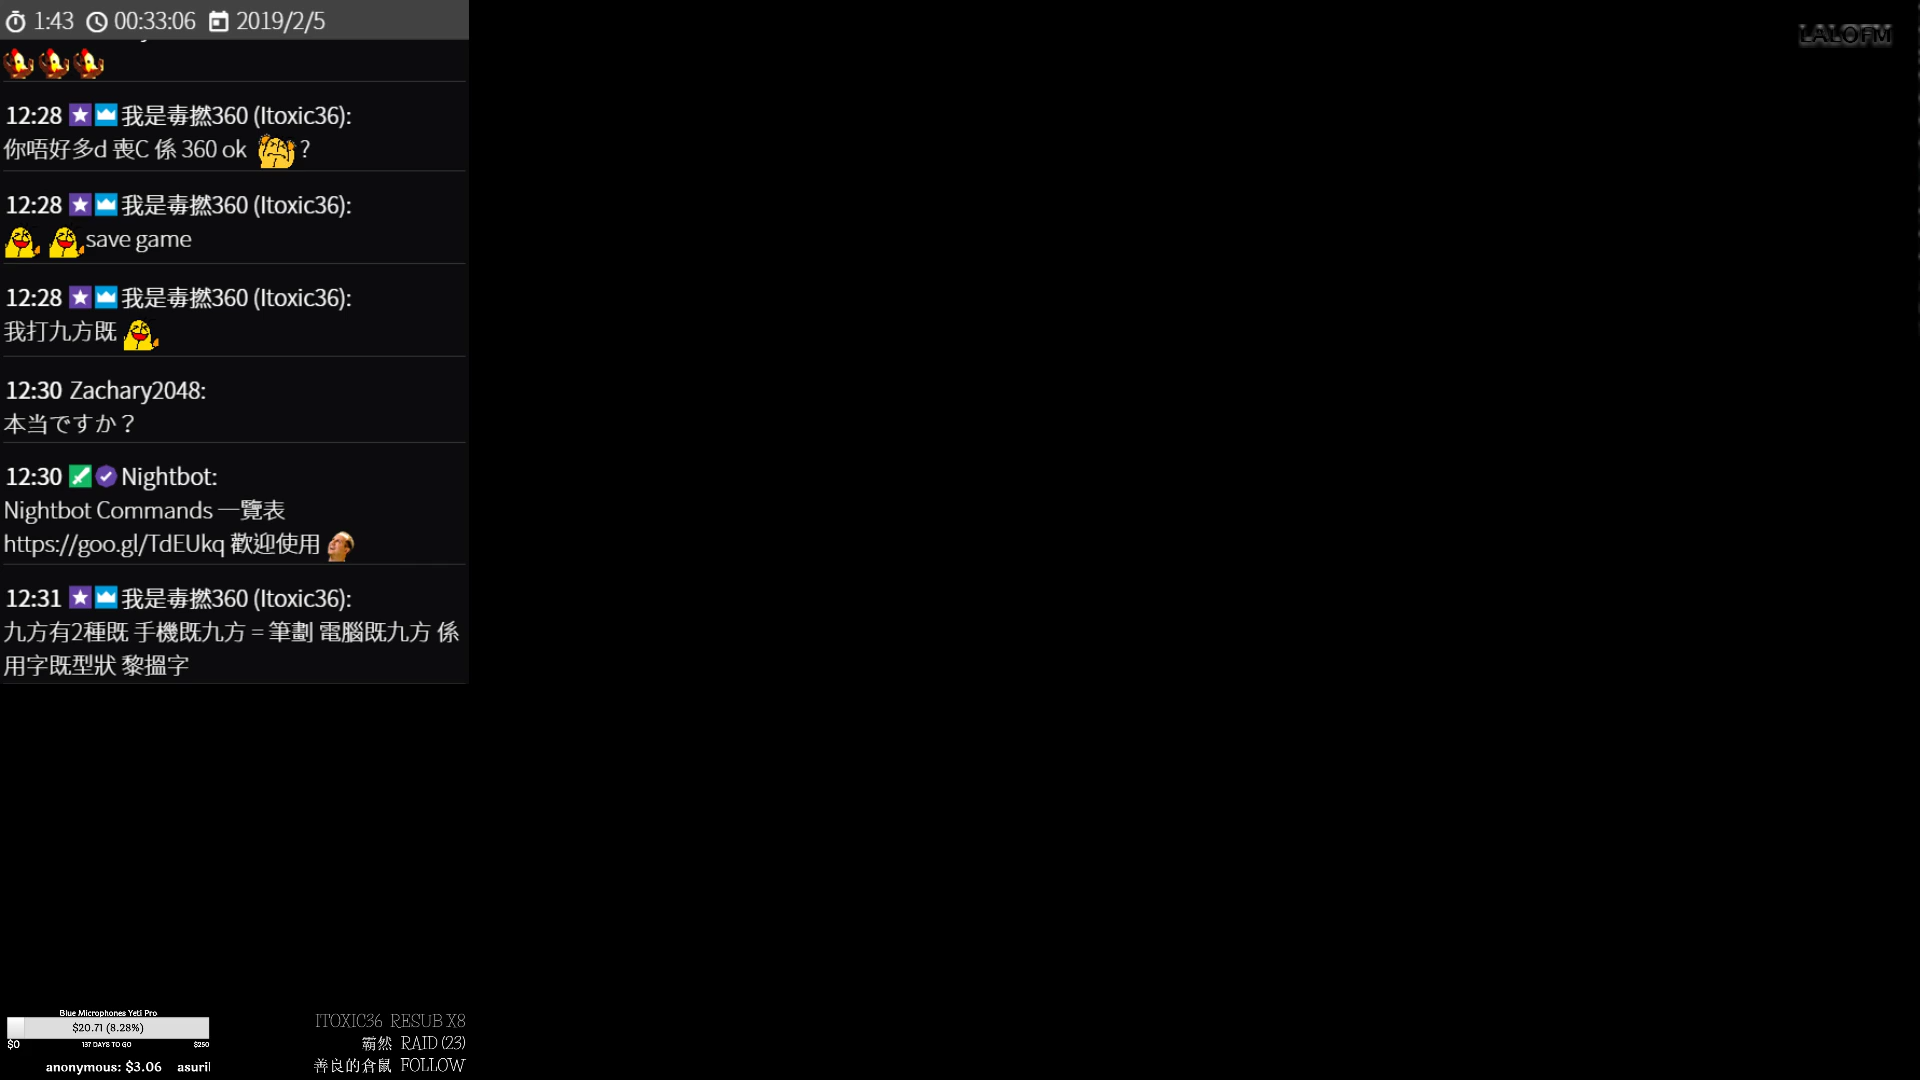 1:43 00:33:06 2019/2/5
LALOFM
12:28 我是毒撚360 (Itoxic36):
你唔好多d 喪C 係 360 ok ?
12:28 我是毒撚360 (Itoxic36):
save game
12:28 我是毒撚360 (Itoxic36):
我打九方既
12:30 Zachary2048:
本当ですか？
12:30 Nightbot:
Nightbot Commands 一覽表
https://goo.gl/TdEUkq 歡迎使用
12:31 我是毒撚360 (Itoxic36):
九方有2種既 手機既九方 = 筆劃 電腦既九方 係
用字既型狀 黎搵字
Blue Microphones Yeti Pro
$20.71 (8.28%)
$0 137 DAYS TO GO $250
anonymous: $3.06 asuril
ITOXIC36 RESUB X8
霸然 RAID (23)
善良的倉鼠 FOLLOW